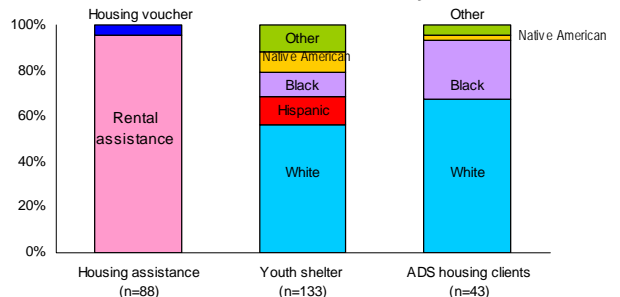 Housing voucher
Other
100%
80%
60%
40%
20%
0%
Rental
assistance
Other
Native American
Black
Hispanic
White
Native American
Black
White
Housing assistance
(n=88)
Youth shelter
(n=133)
ADS housing clients
(n=43)